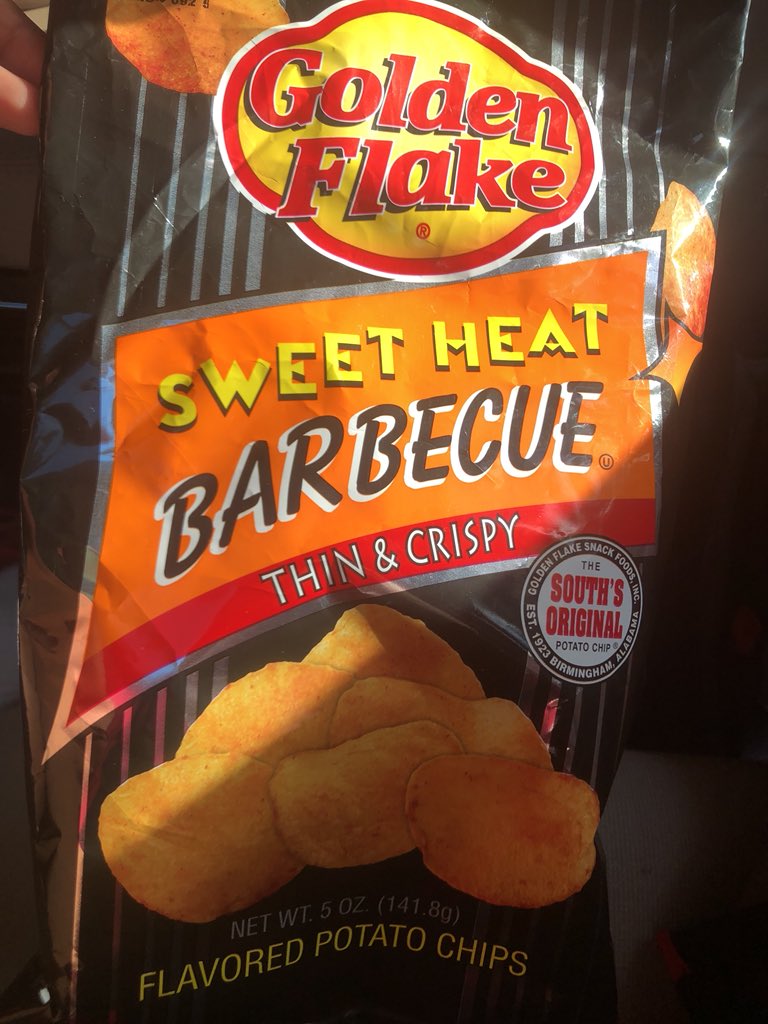 Golden
Flake
®
SWEET HEAT
BARBECUE
U
THIN & CRISPY
GOLDEN FLAKE SNACK FOODS, INC.
THE
SOUTH'S
ORIGINAL
POTATO CHIP®
EST. 1923 BIRMINGHAM, ALABAMA
NET WT. 5 OZ. (141.8g)
FLAVORED POTATO CHIPS